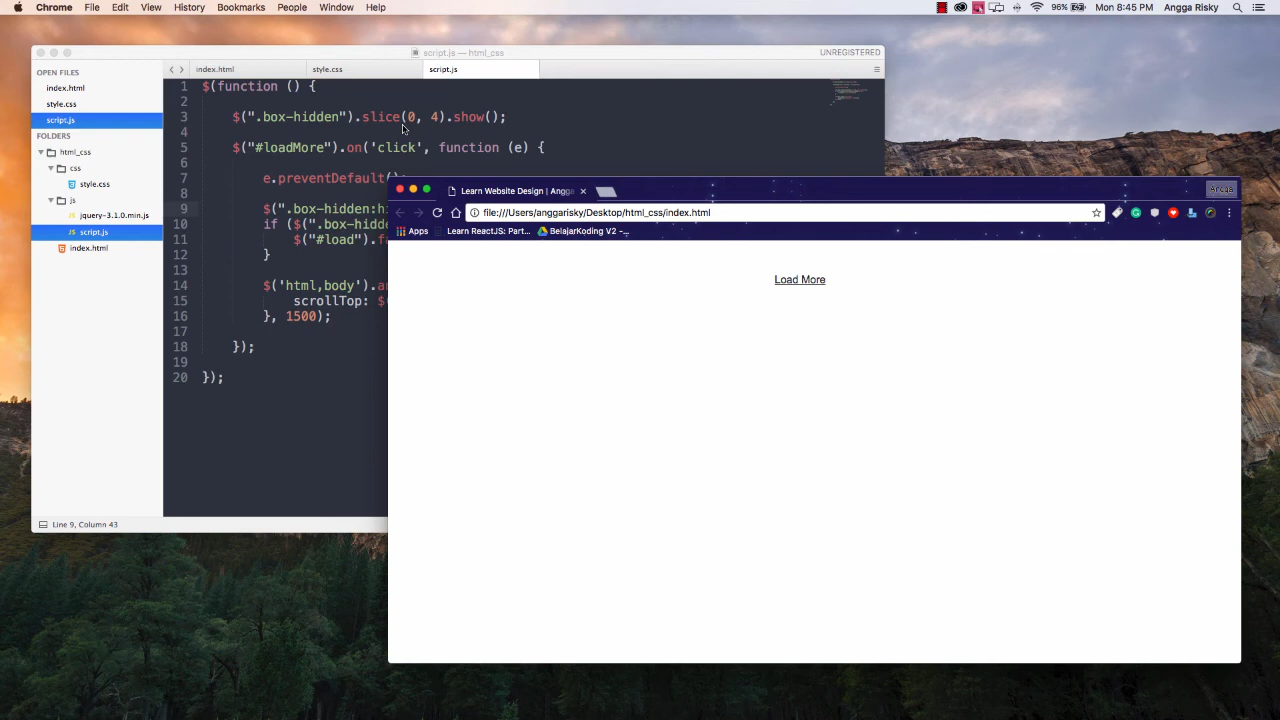 Chrome File Edit View History Bookmarks People Window Help 96% Mon 8:45 PM Angga Risky
script.js — html_css UNREGISTERED
OPEN FILES
index.html
style.css
script.js
FOLDERS
html_css
css
style.css
js
jquery-3.1.0.min.js
script.js
index.html
index.html style.css script.js
1 $(function () {
2
3 $(".box-hidden").slice(0, 4).show();
4
5 $("#loadMore").on('click', function (e) {
6
7 e.preventDefault();
8
9 $(".box-hidden:hi
10 if ($(".box-hidde
11 $("#load").f
12 }
13
14 $('html,body').an
15 scrollTop: $
16 }, 1500);
17
18 });
19
20 });
Line 9, Column 43
Learn Website Design | Angga
Angga
file:///Users/anggarisky/Desktop/html_css/index.html
Apps Learn ReactJS: Part... BelajarKoding V2 -...
Load More